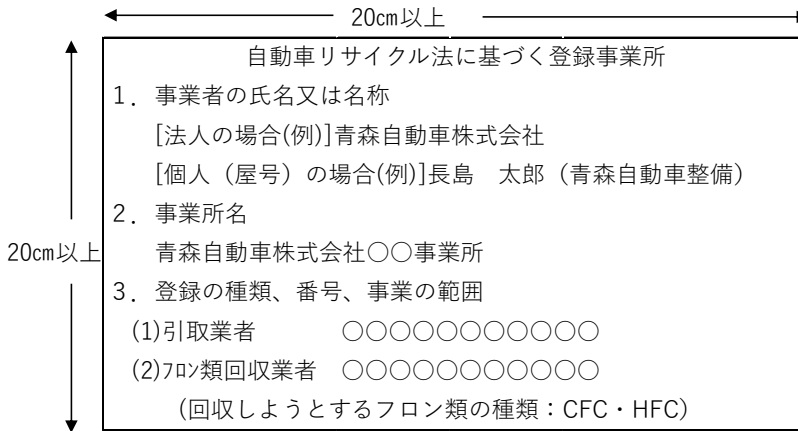 20㎝以上
自動車リサイクル法に基づく登録事業所
1．事業者の氏名又は名称
[法人の場合(例)]青森自動車株式会社
[個人（屋号）の場合(例)]長島　太郎（青森自動車整備）
2．事業所名
20㎝以上
青森自動車株式会社○○事業所
3．登録の種類、番号、事業の範囲
(1)引取業者　○○○○○○○○○○○
(2)ﾌﾛﾝ類回収業者　○○○○○○○○○○○
（回収しようとするフロン類の種類：CFC・HFC）